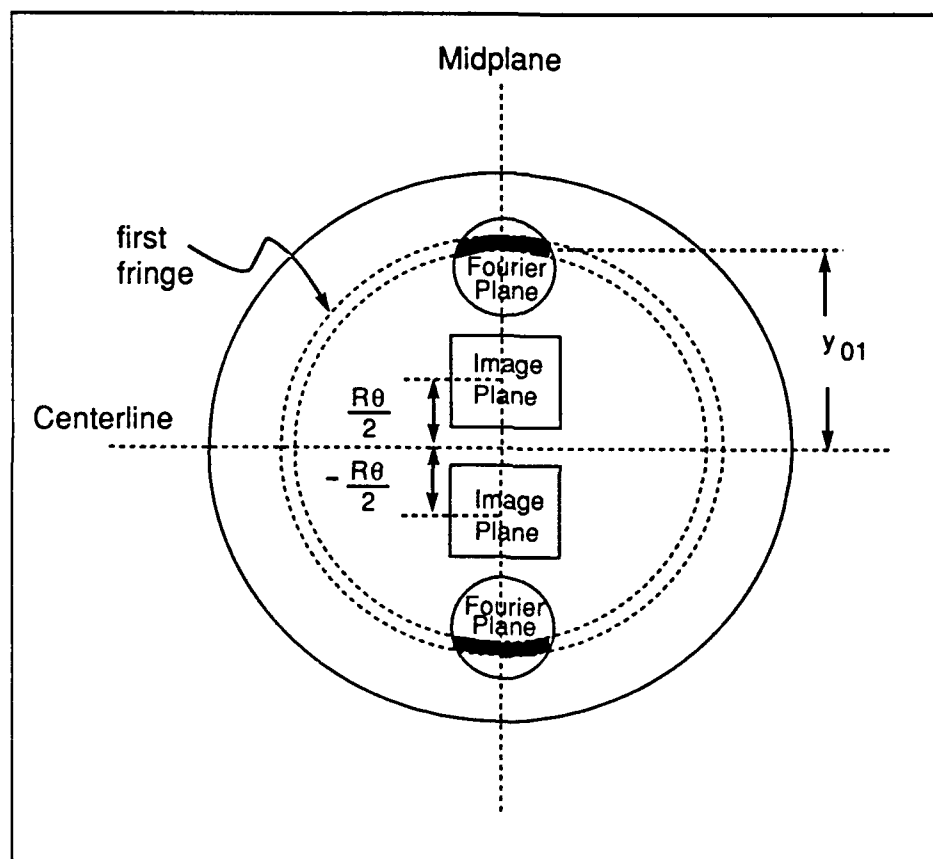 Midplane
first
fringe
Fourier
Plane
y01
Image
Plane
Rθ
2
Centerline
- Rθ
2
Image
Plane
Fourier
Plane